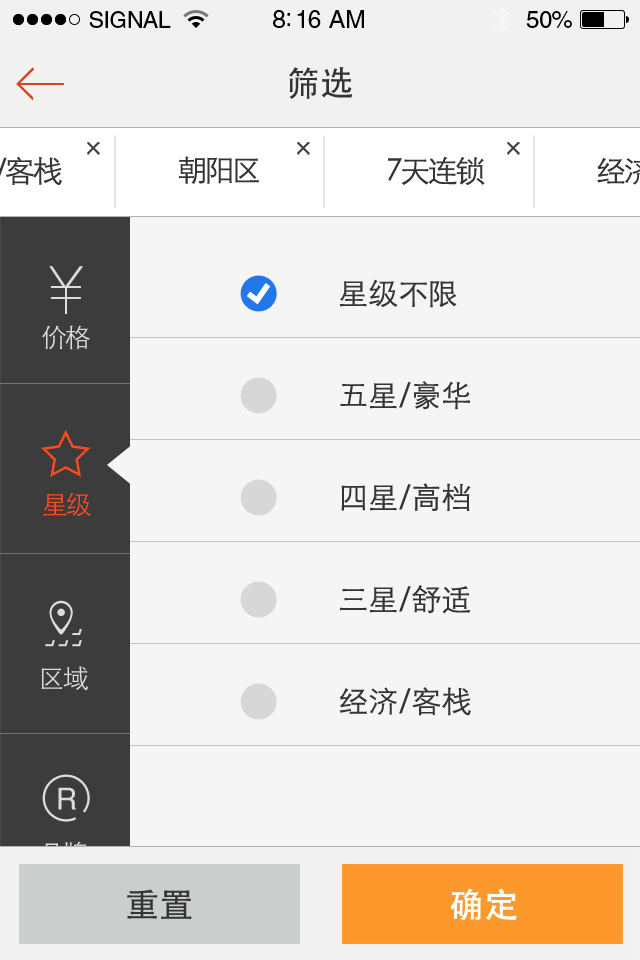 SIGNAL 8:16 AM 50%
筛选
/客栈 朝阳区 7天连锁 经济
价格
星级
区域
R
星级不限
五星/豪华
四星/高档
三星/舒适
经济/客栈
重置 确定